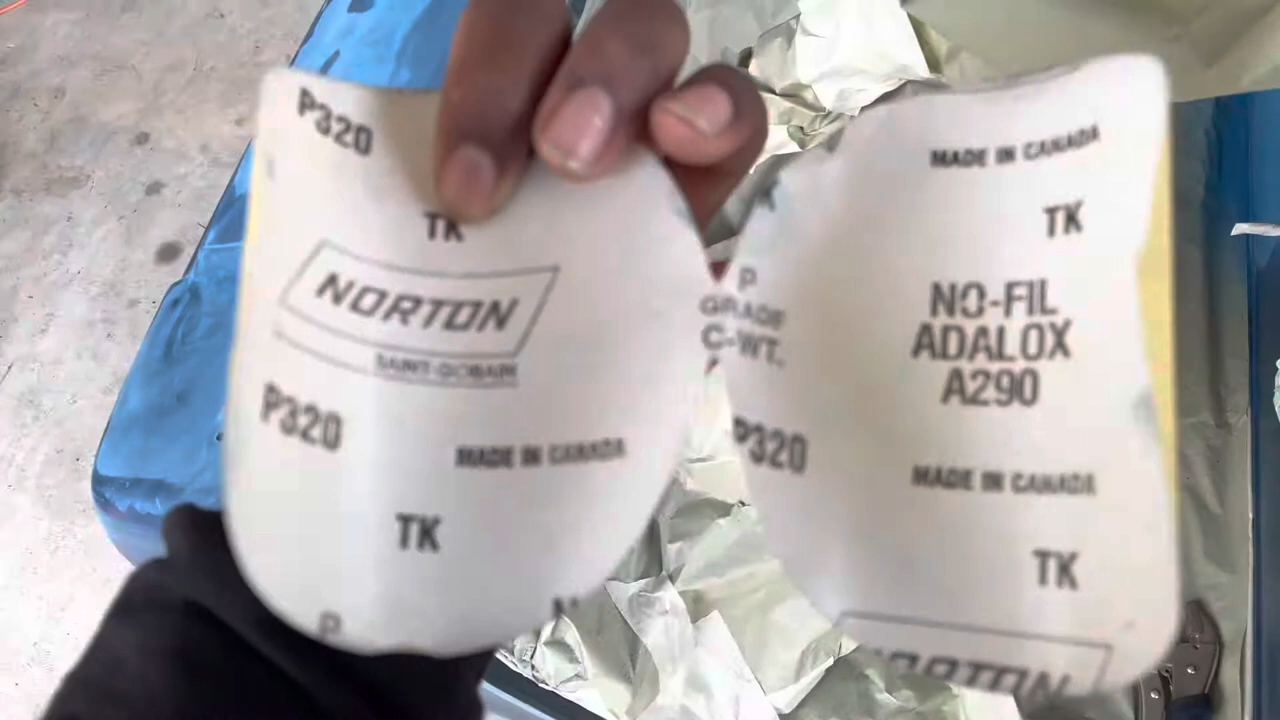 P320
TK
NORTON
SAINT-GOBAIN
P320
MADE IN CANADA
TK
P
N
MADE IN CANADA
TK
P
GRADE
C-WT.
NO-FIL
ADALOX
A290
P320
MADE IN CANADA
TK
NORTON